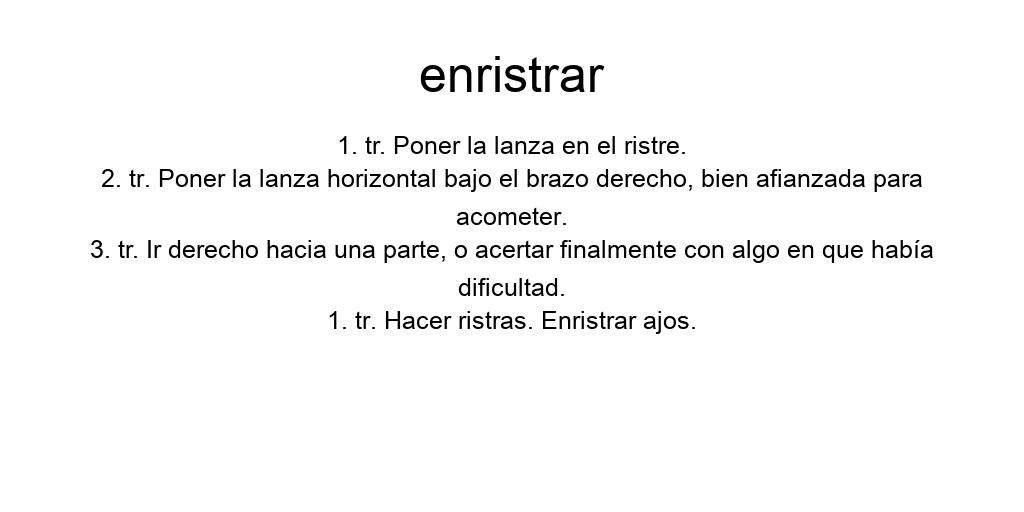 enristrar
1. tr. Poner la lanza en el ristre.
2. tr. Poner la lanza horizontal bajo el brazo derecho, bien afianzada para
acometer.
3. tr. Ir derecho hacia una parte, o acertar finalmente con algo en que había
dificultad.
1. tr. Hacer ristras. Enristrar ajos.